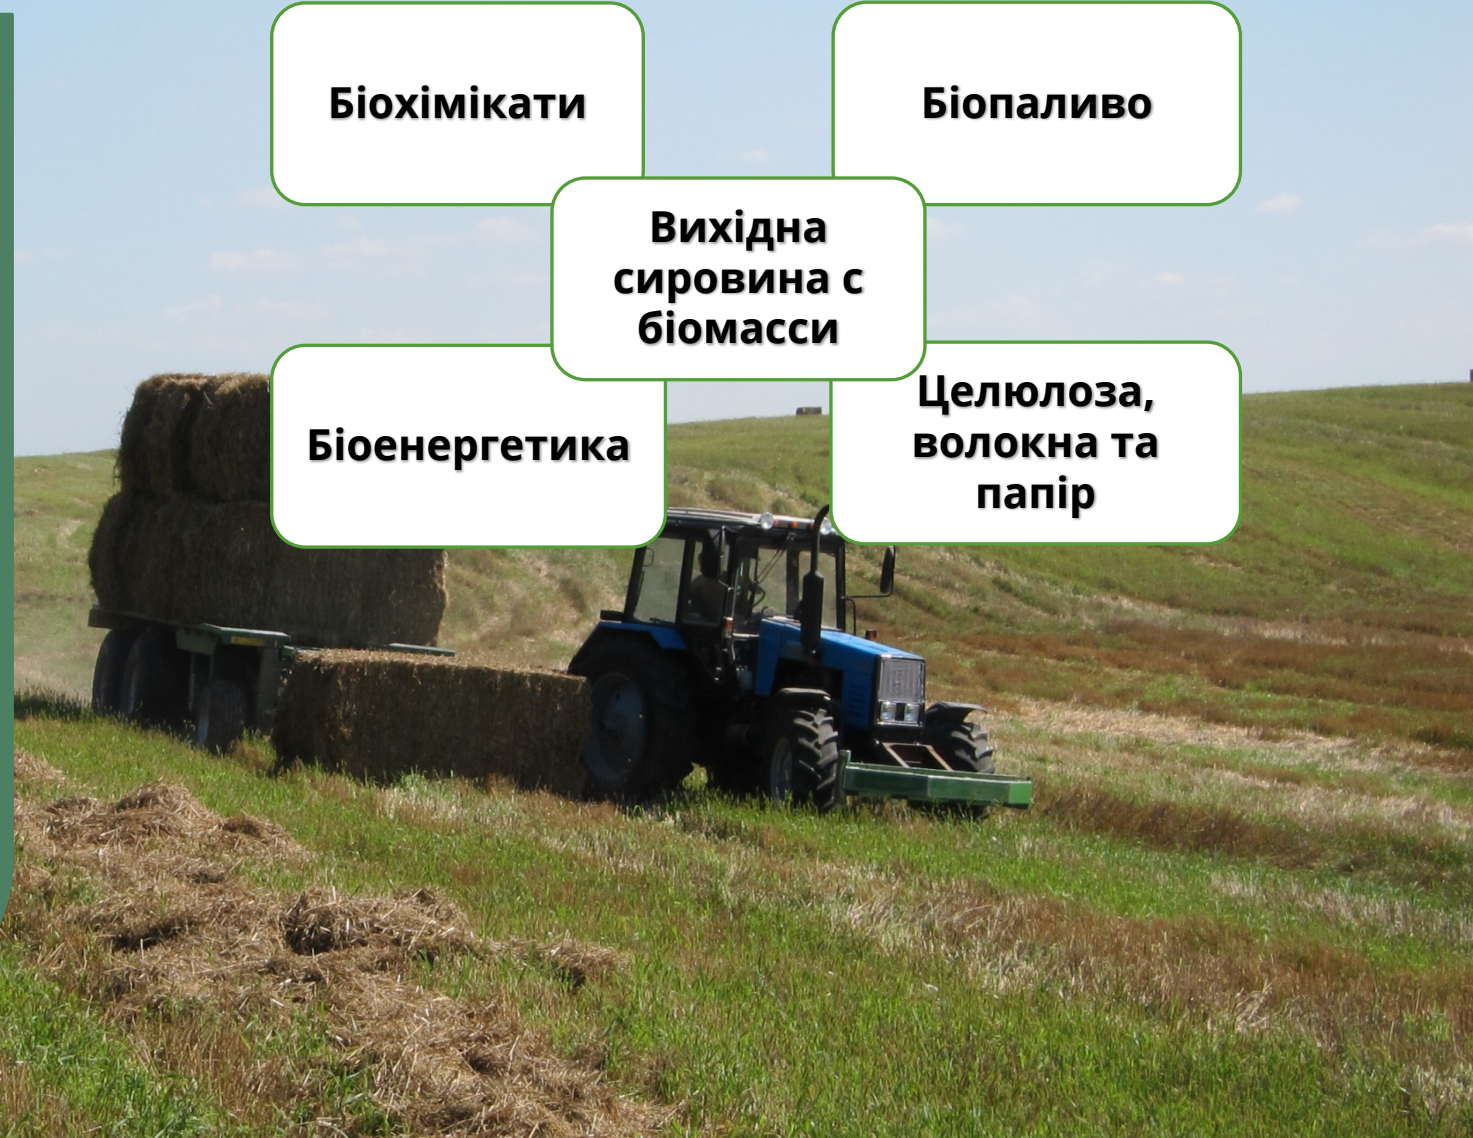 Біохімікати
Біопаливо
Вихідна
сировина с
біомасси
Біоенергетика
Целюлоза,
волокна та
папір